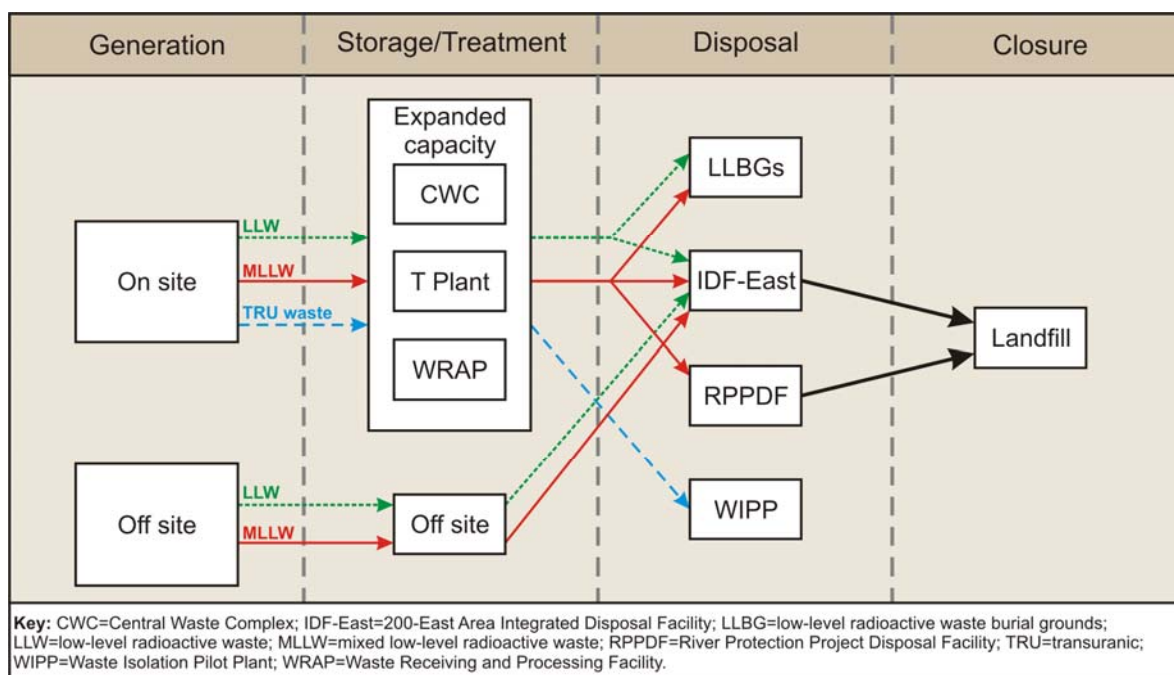 Generation
Storage/Treatment
Disposal
Closure
Expanded
capacity
CWC
T Plant
WRAP
On site
LLW
MLLW
TRU waste
Off site
LLW
MLLW
Off site
LLBGs
IDF-East
RPPDF
WIPP
Landfill
Key: CWC=Central Waste Complex; IDF-East=200-East Area Integrated Disposal Facility; LLBG=low-level radioactive waste burial grounds;
LLW=low-level radioactive waste; MLLW=mixed low-level radioactive waste; RPPDF=River Protection Project Disposal Facility; TRU=transuranic;
WIPP=Waste Isolation Pilot Plant; WRAP=Waste Receiving and Processing Facility.